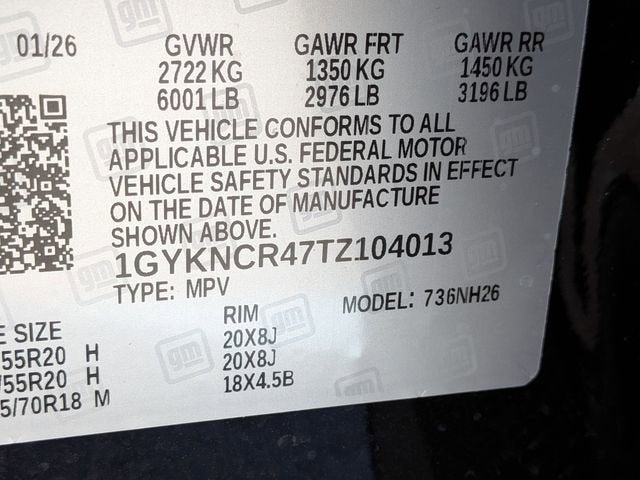 01/26 GVWR GAWR FRT GAWR RR
2722 KG 1350 KG 1450 KG
6001 LB 2976 LB 3196 LB
THIS VEHICLE CONFORMS TO ALL
APPLICABLE U.S. FEDERAL MOTOR
VEHICLE SAFETY STANDARDS IN EFFECT
ON THE DATE OF MANUFACTURE
SHOWN ABOVE.
1GYKNCR47TZ104013
TYPE: MPV MODEL: 736NH26
E SIZE RIM
55R20 H 20X8J
/55R20 H 20X8J
5/70R18 M 18X4.5B
gm